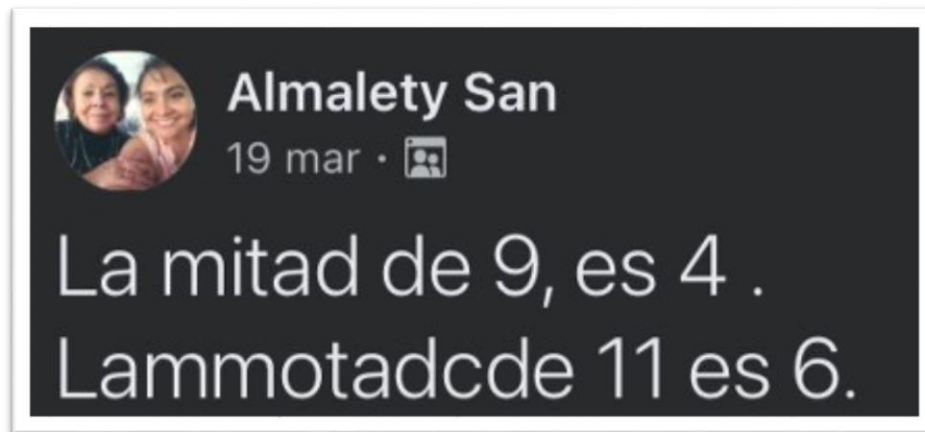 Almalety San
19 mar ·
La mitad de 9, es 4 .
Lammotadcde 11 es 6.